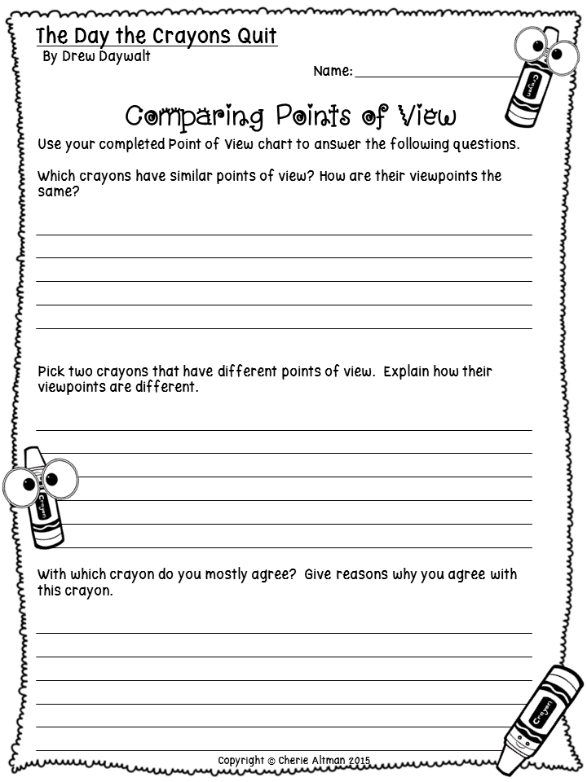 The Day the Crayons Quit
By Drew Daywalt
Name:
Crayon
Comparing Points of View
Use your completed Point of View chart to answer the following questions.
Which crayons have similar points of view? How are their viewpoints the
same?
Pick two crayons that have different points of view.  Explain how their
viewpoints are different.
Crayon
With which crayon do you mostly agree?  Give reasons why you agree with
this crayon.
Crayon
Copyright © Cherie Altman 2015